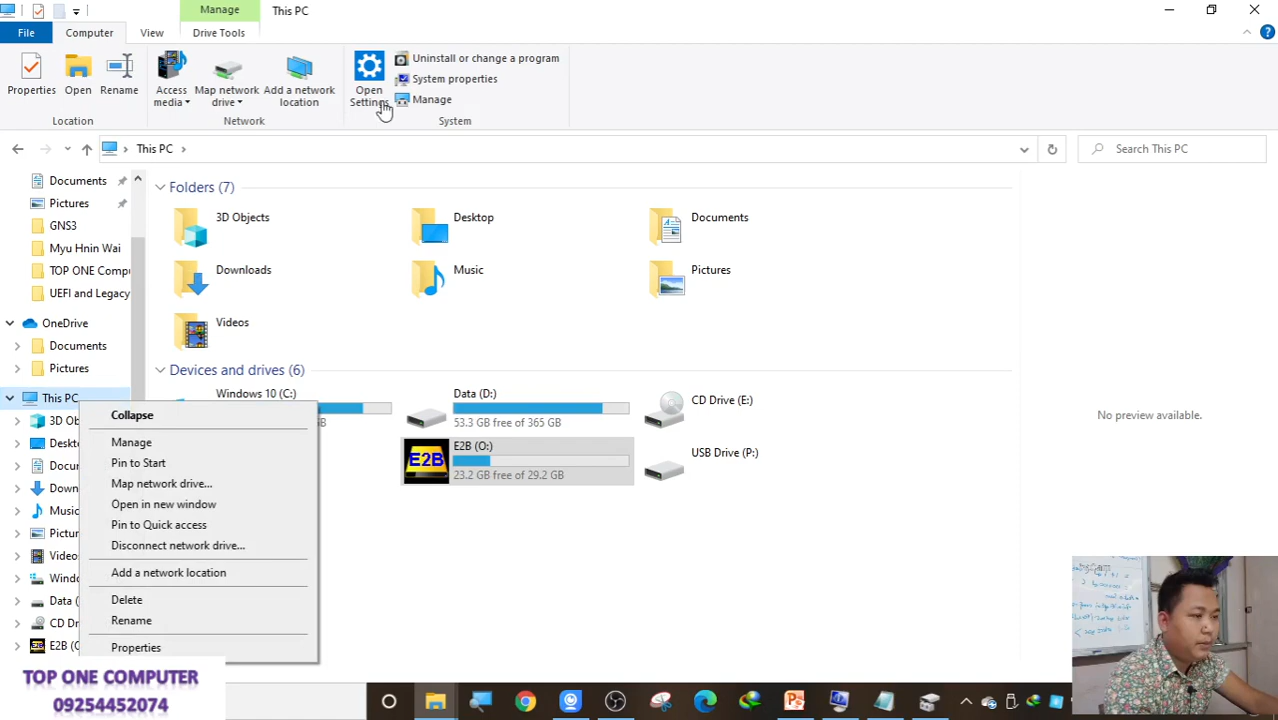 Manage
This PC
File
Computer
View
Drive Tools
Properties
Open
Rename
Access media
Map network drive
Add a network location
Open Settings
Uninstall or change a program
System properties
Manage
Location
Network
System
This PC
Search This PC
Documents
Pictures
GNS3
Myu Hnin Wai
TOP ONE Compu
UEFI and Legacy
OneDrive
Documents
Pictures
This PC
3D Ob
Deskt
Docu
Down
Music
Pictur
Video
Windo
Data (
CD Dr
E2B (O
Folders (7)
3D Objects
Desktop
Documents
Downloads
Music
Pictures
Videos
Devices and drives (6)
Windows 10 (C:)
GB
Data (D:)
53.3 GB free of 365 GB
CD Drive (E:)
E2B
E2B (O:)
23.2 GB free of 29.2 GB
USB Drive (P:)
Collapse
Manage
Pin to Start
Map network drive...
Open in new window
Pin to Quick access
Disconnect network drive...
Add a network location
Delete
Rename
Properties
No preview available.
TOP ONE COMPUTER
09254452074